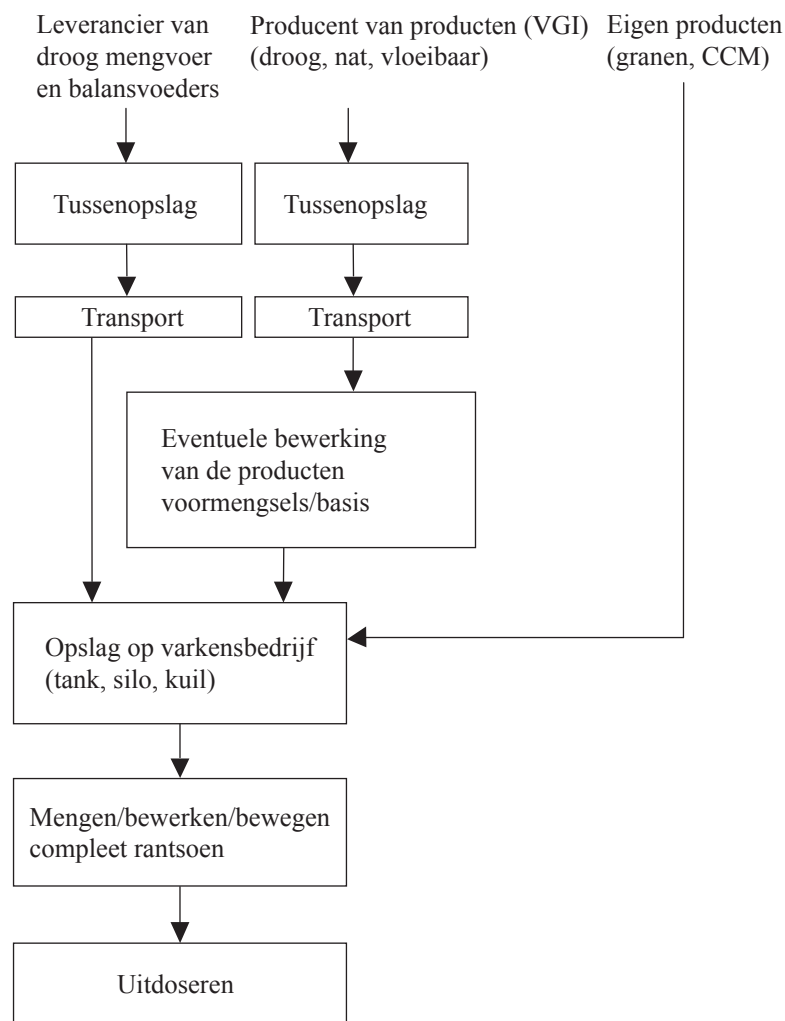 Leverancier van
droog mengvoer
en balansvoeders
Producent van producten (VGI)
(droog, nat, vloeibaar)
Eigen producten
(granen, CCM)
Tussenopslag
Tussenopslag
Transport
Transport
Eventuele bewerking
van de producten
voormengsels/basis
Opslag op varkensbedrijf
(tank, silo, kuil)
Mengen/bewerken/bewegen
compleet rantsoen
Uitdoseren